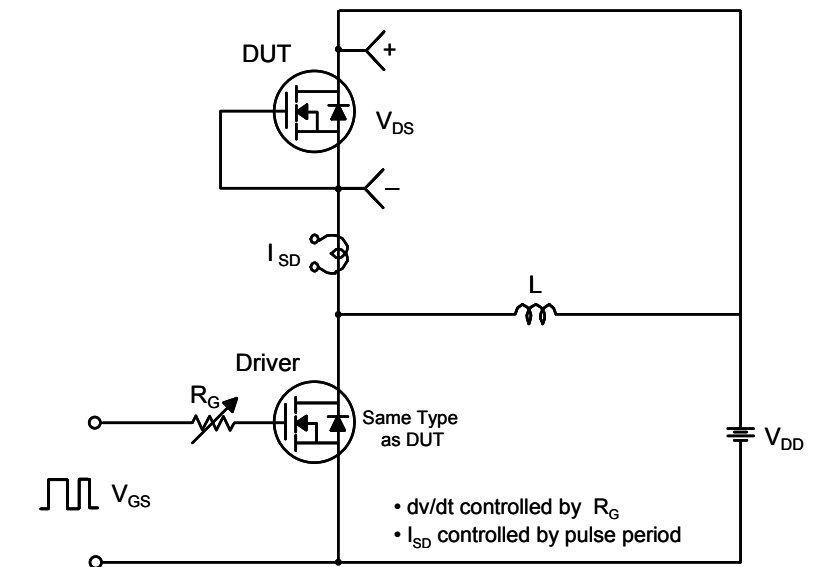 DUT
+
V_DS
–
I_SD
L
Driver
R_G
Same Type
as DUT
V_DD
V_GS
• dv/dt controlled by R_G
• I_SD controlled by pulse period